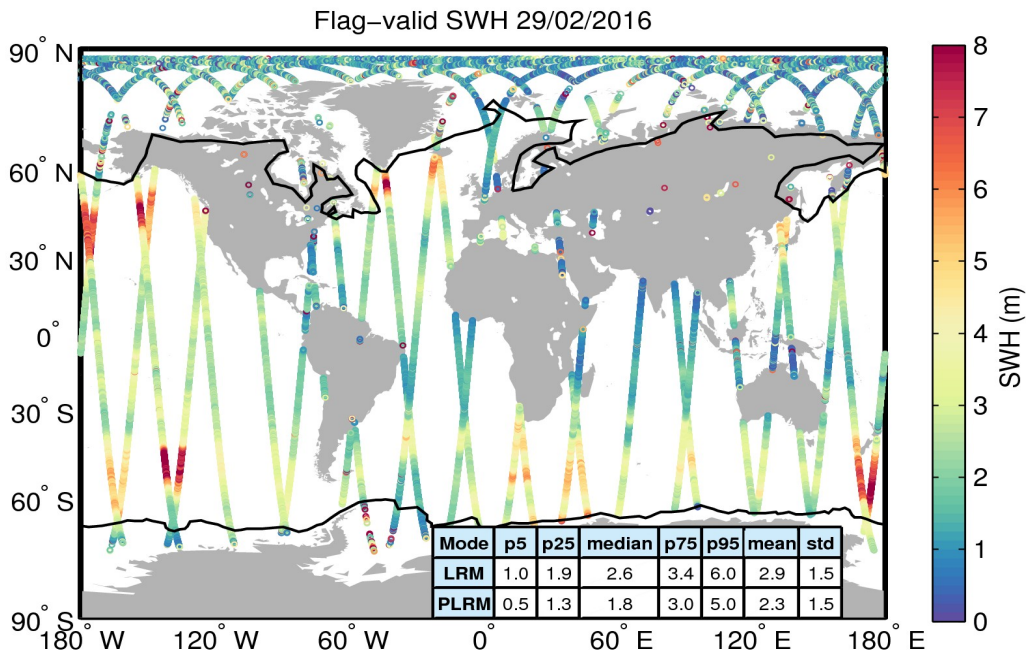 Flag−valid SWH 29/02/2016
90° N
60° N
30° N
0°
30° S
60° S
90° S
180° W
120° W
60° W
0°
60° E
120° E
180° E
8
7
6
5
4
3
2
1
0
SWH (m)
Mode p5 p25 median p75 p95 mean std
LRM 1.0 1.9 2.6 3.4 6.0 2.9 1.5
PLRM 0.5 1.3 1.8 3.0 5.0 2.3 1.5